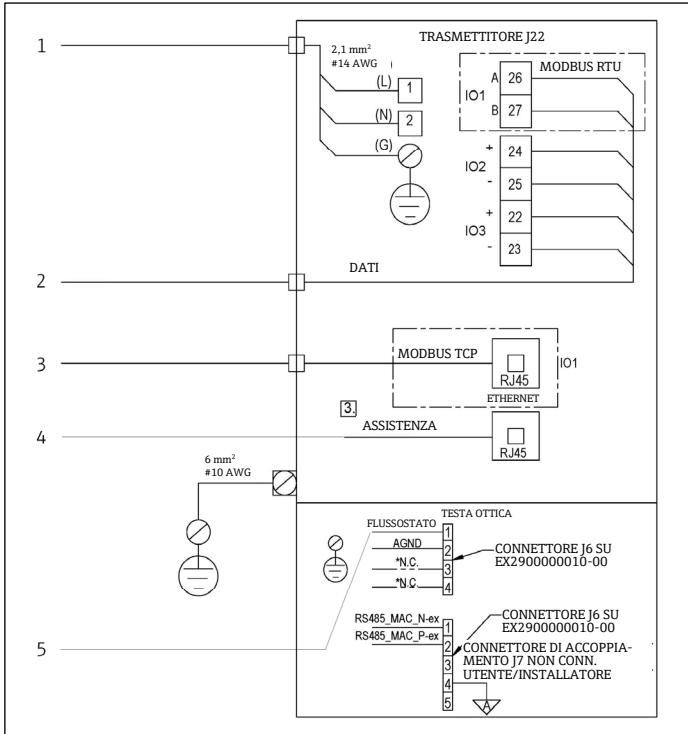 1
TRASMETTITORE J22
2,1 mm²
#14 AWG
(L) 1
(N) 2
(G)
MODBUS RTU
IO1
A 26
B 27
IO2
+ 24
- 25
IO3
+ 22
- 23
2
DATI
3
MODBUS TCP
RJ45
IO1
ETHERNET
3.
4
ASSISTENZA
RJ45
6 mm²
#10 AWG
TESTA OTTICA
FLUSSOSTATO 1
AGND 2
*N.C. 3
*N.C. 4
CONNETTORE J6 SU
EX2900000010-00
5
RS485_MAC_N-ex 1
RS485_MAC_P-ex 2
3
4
5
CONNETTORE J6 SU
EX2900000010-00
CONNETTORE DI ACCOPPIA-
MENTO J7 NON CONN.
UTENTE/INSTALLATORE
A